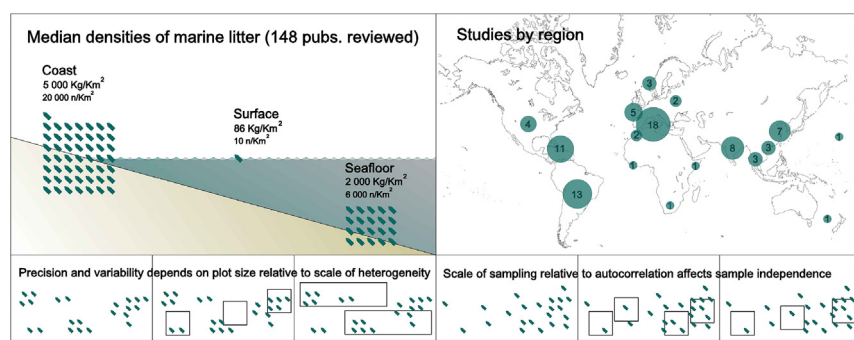 Median densities of marine litter (148 pubs. reviewed)
Coast
5 000 Kg/Km²
20 000 n/Km²
Surface
86 Kg/Km²
10 n/Km²
Seafloor
2 000 Kg/Km²
6 000 n/Km²
Studies by region
3
5
2
4
18
2
11
7
1
8
3
3
1
1
13
1
1
Precision and variability depends on plot size relative to scale of heterogeneity
Scale of sampling relative to autocorrelation affects sample independence